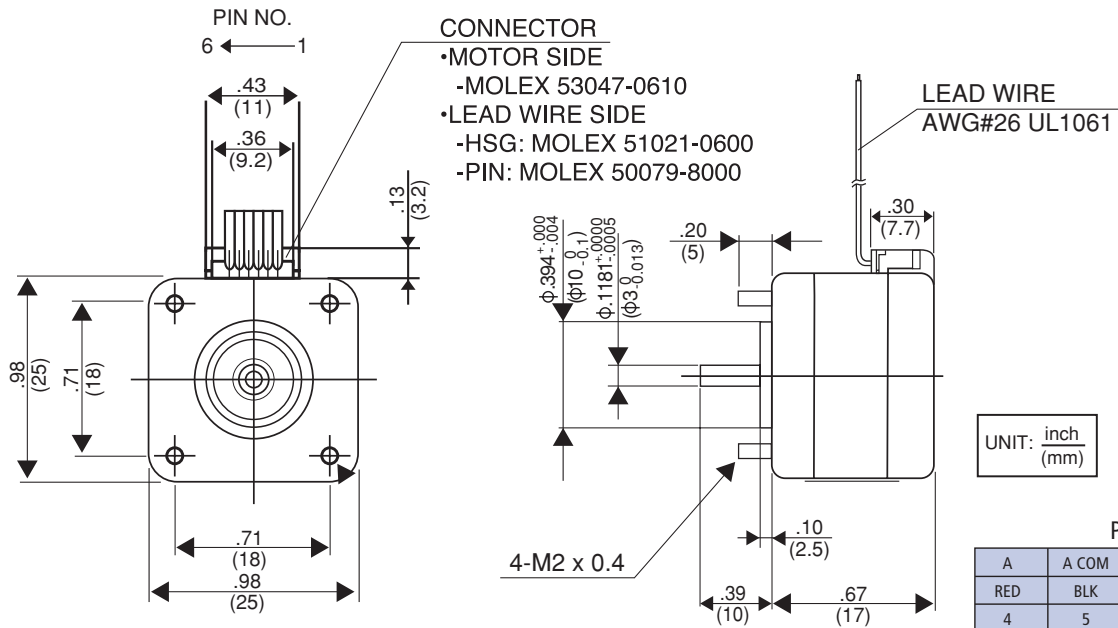 PIN NO.
6 1
.43
(11)
.36
(9.2)
.13
(3.2)
CONNECTOR
•MOTOR SIDE
-MOLEX 53047-0610
•LEAD WIRE SIDE
-HSG: MOLEX 51021-0600
-PIN: MOLEX 50079-8000
LEAD WIRE
AWG#26 UL1061
.30
(7.7)
.20
(5)
ϕ.394 +.000 -.004
(ϕ10 0 -0.1)
ϕ.1181 +.0000 -.0005
(ϕ3 0 -0.013)
.98
(25)
.71
(18)
.71
(18)
.98
(25)
4-M2 x 0.4
.10
(2.5)
.39
(10)
.67
(17)
UNIT: inch
(mm)
P
A A COM
RED BLK
4 5